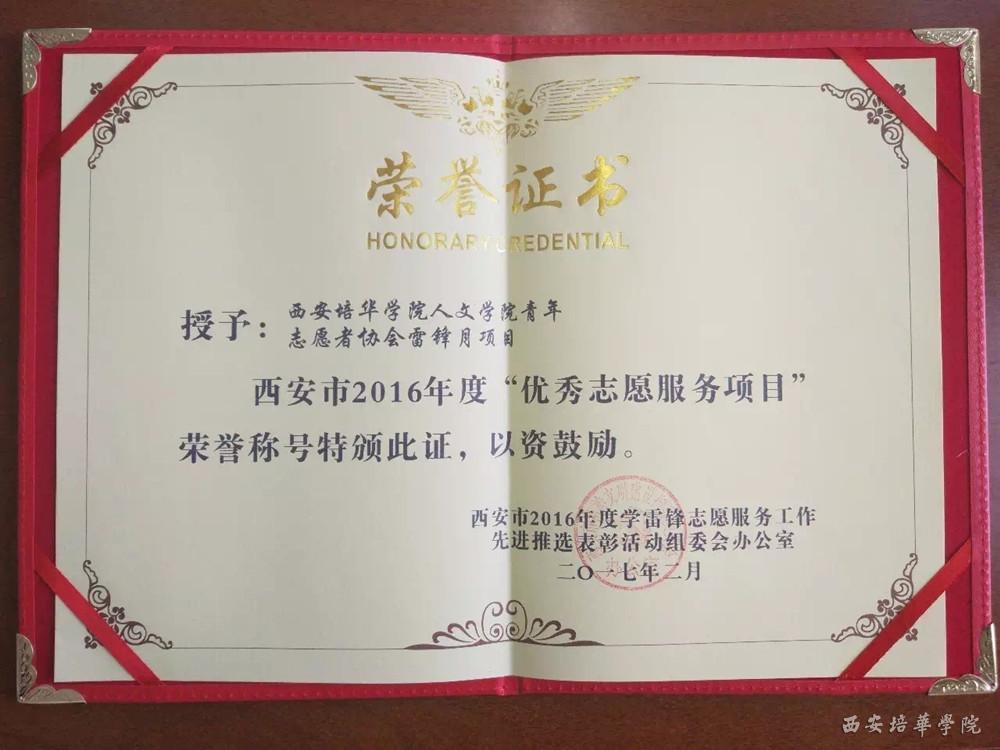 荣誉证书
HONORARY CREDENTIAL
授予：
西安培华学院人文学院青年
志愿者协会雷锋月项目
西安市2016年度“优秀志愿服务项目”
荣誉称号特颁此证，以资鼓励。
西安市2016年度学雷锋志愿服务工作
先进推选表彰活动组委会办公室
二〇一七年二月
办公室
西安培華学院